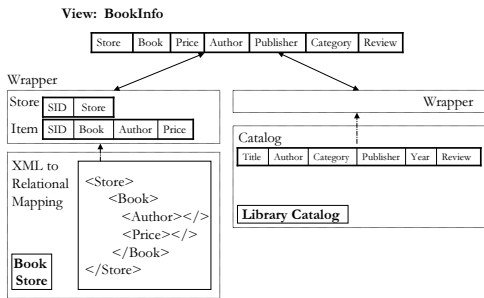 View: BookInfo
Store Book Price Author Publisher Category Review
Wrapper
Store SID Store
Item SID Book Author Price
XML to
Relational
Mapping
<Store>
<Book>
<Author></>
<Price></>
</Book>
</Store>
Book
Store
Wrapper
Catalog
Title Author Category Publisher Year Review
Library Catalog